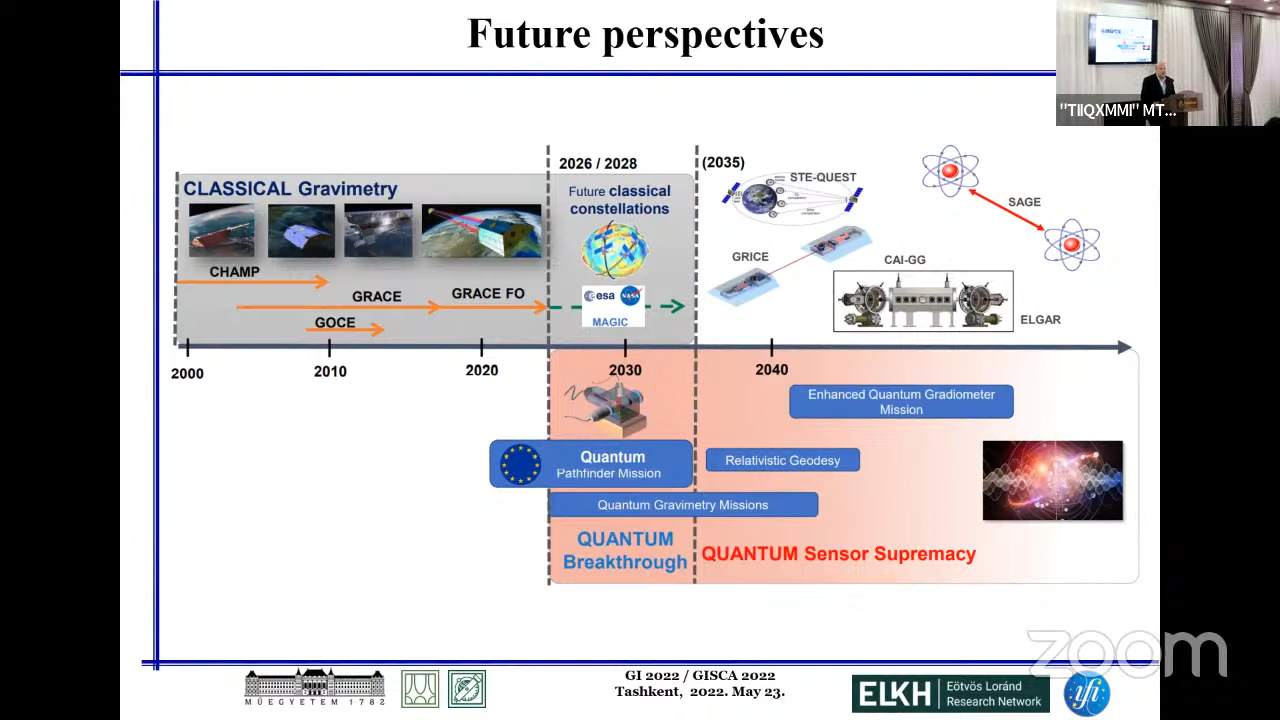 Future perspectives
"TIIQXMMI" MT...
2026 / 2028
(2035)
CLASSICAL Gravimetry
Future classical
constellations
STE-QUEST
SAGE
GRICE
CAI-GG
CHAMP
GRACE
GRACE FO
GOCE
esa
NASA
MAGIC
ELGAR
2000
2010
2020
2030
2040
Enhanced Quantum Gradiometer
Mission
Quantum
Pathfinder Mission
Relativistic Geodesy
Quantum Gravimetry Missions
QUANTUM
Breakthrough
QUANTUM Sensor Supremacy
zoom
MŰEGYETEM 1782
GI 2022 / GISCA 2022
Tashkent, 2022. May 23.
ELKH
Eötvös Loránd
Research Network